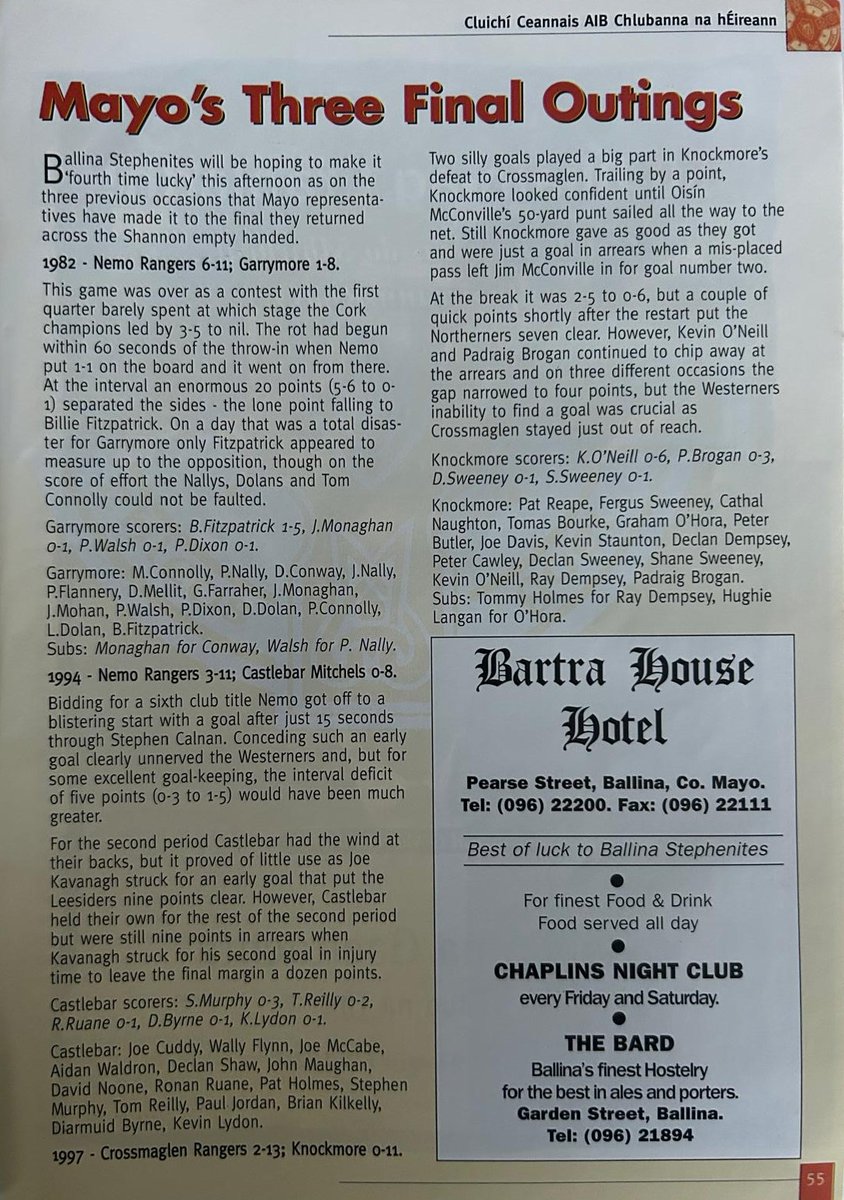 Cluichí Ceannais AIB Chlubanna na hÉireann
Mayo's Three Final Outings
Ballina Stephenites will be hoping to make it
'fourth time lucky' this afternoon as on the
three previous occasions that Mayo representa-
tives have made it to the final they returned
across the Shannon empty handed.
1982 - Nemo Rangers 6-11; Garrymore 1-8.
This game was over as a contest with the first
quarter barely spent at which stage the Cork
champions led by 3-5 to nil. The rot had begun
within 60 seconds of the throw-in when Nemo
put 1-1 on the board and it went on from there.
At the interval an enormous 20 points (5-6 to 0-
1) separated the sides - the lone point falling to
Billie Fitzpatrick. On a day that was a total disas-
ter for Garrymore only Fitzpatrick appeared to
measure up to the opposition, though on the
score of effort the Nallys, Dolans and Tom
Connolly could not be faulted.
Garrymore scorers: B.Fitzpatrick 1-5, J.Monaghan
0-1, P.Walsh 0-1, P.Dixon 0-1.
Garrymore: M.Connolly, P.Nally, D.Conway, J.Nally,
P.Flannery, D.Mellit, G.Farraher, J.Monaghan,
J.Mohan, P.Walsh, P.Dixon, D.Dolan, P.Connolly,
L.Dolan, B.Fitzpatrick.
Subs: Monaghan for Conway, Walsh for P. Nally.
1994 - Nemo Rangers 3-11; Castlebar Mitchels 0-8.
Bidding for a sixth club title Nemo got off to a
blistering start with a goal after just 15 seconds
through Stephen Calnan. Conceding such an early
goal clearly unnerved the Westerners and, but for
some excellent goal-keeping, the interval deficit
of five points (0-3 to 1-5) would have been much
greater.
For the second period Castlebar had the wind at
their backs, but it proved of little use as Joe
Kavanagh struck for an early goal that put the
Leesiders nine points clear. However, Castlebar
held their own for the rest of the second period
but were still nine points in arrears when
Kavanagh struck for his second goal in injury
time to leave the final margin a dozen points.
Castlebar scorers: S.Murphy 0-3, T.Reilly 0-2,
R.Ruane 0-1, D.Byrne 0-1, K.Lydon 0-1.
Castlebar: Joe Cuddy, Wally Flynn, Joe McCabe,
Aidan Waldron, Declan Shaw, John Maughan,
David Noone, Ronan Ruane, Pat Holmes, Stephen
Murphy, Tom Reilly, Paul Jordan, Brian Kilkelly,
Diarmuid Byrne, Kevin Lydon.
1997 - Crossmaglen Rangers 2-13; Knockmore 0-11.
Two silly goals played a big part in Knockmore's
defeat to Crossmaglen. Trailing by a point,
Knockmore looked confident until Oisín
McConville's 50-yard punt sailed all the way to the
net. Still Knockmore gave as good as they got
and were just a goal in arrears when a mis-placed
pass left Jim McConville in for goal number two.
At the break it was 2-5 to 0-6, but a couple of
quick points shortly after the restart put the
Northerners seven clear. However, Kevin O'Neill
and Padraig Brogan continued to chip away at
the arrears and on three different occasions the
gap narrowed to four points, but the Westerners
inability to find a goal was crucial as
Crossmaglen stayed just out of reach.
Knockmore scorers: K.O'Neill 0-6, P.Brogan 0-3,
D.Sweeney 0-1, S.Sweeney 0-1.
Knockmore: Pat Reape, Fergus Sweeney, Cathal
Naughton, Tomas Bourke, Graham O'Hora, Peter
Butler, Joe Davis, Kevin Staunton, Declan Dempsey,
Peter Cawley, Declan Sweeney, Shane Sweeney,
Kevin O'Neill, Ray Dempsey, Padraig Brogan.
Subs: Tommy Holmes for Ray Dempsey, Hughie
Langan for O'Hora.
Bartra House
Hotel
Pearse Street, Ballina, Co. Mayo.
Tel: (096) 22200. Fax: (096) 22111
Best of luck to Ballina Stephenites
For finest Food & Drink
Food served all day
CHAPLINS NIGHT CLUB
every Friday and Saturday.
THE BARD
Ballina's finest Hostelry
for the best in ales and porters.
Garden Street, Ballina.
Tel: (096) 21894
55